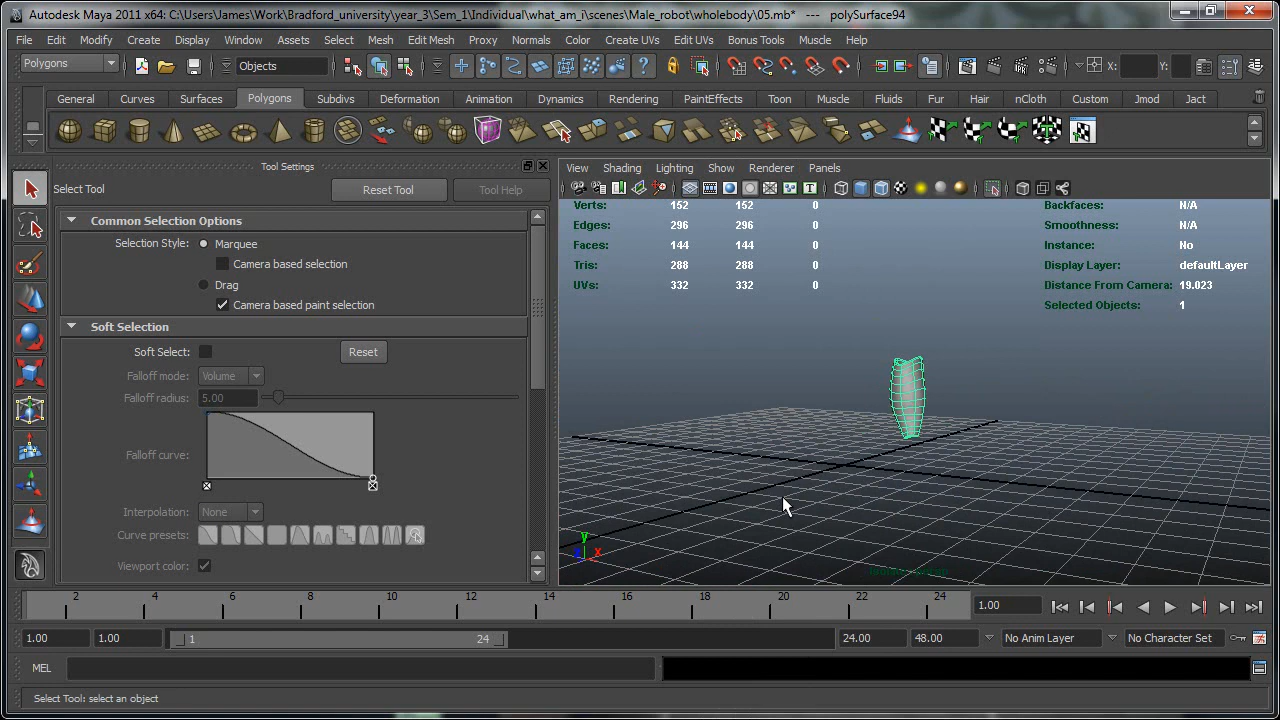 Autodesk Maya 2011 x64: C:\Users\James\Work\Bradford_university\year_3\Sem_1\Individual\what_am_i\scenes\Male_robot\wholebody\05.mb* --- polySurface94
File Edit Modify Create Display Window Assets Select Mesh Edit Mesh Proxy Normals Color Create UVs Edit UVs Bonus Tools Muscle Help
Polygons Objects X: Y:
General Curves Surfaces Polygons Subdivs Deformation Animation Dynamics Rendering PaintEffects Toon Muscle Fluids Fur Hair nCloth Custom Jmod Jact
Tool Settings
View Shading Lighting Show Renderer Panels
Select Tool Reset Tool Tool Help
Common Selection Options
Selection Style: Marquee
Camera based selection
Drag
Camera based paint selection
Soft Selection
Soft Select: Reset
Falloff mode: Volume
Falloff radius: 5.00
Falloff curve:
Interpolation: None
Curve presets:
Viewport color:
Verts: 152 152 0
Edges: 296 296 0
Faces: 144 144 0
Tris: 288 288 0
UVs: 332 332 0
Backfaces: N/A
Smoothness: N/A
Instance: No
Display Layer: defaultLayer
Distance From Camera: 19.023
Selected Objects: 1
y
z x
2 4 6 8 10 12 14 16 18 20 22 24 1.00
1.00 1.00 1 24 24.00 48.00 No Anim Layer No Character Set
MEL
Select Tool: select an object